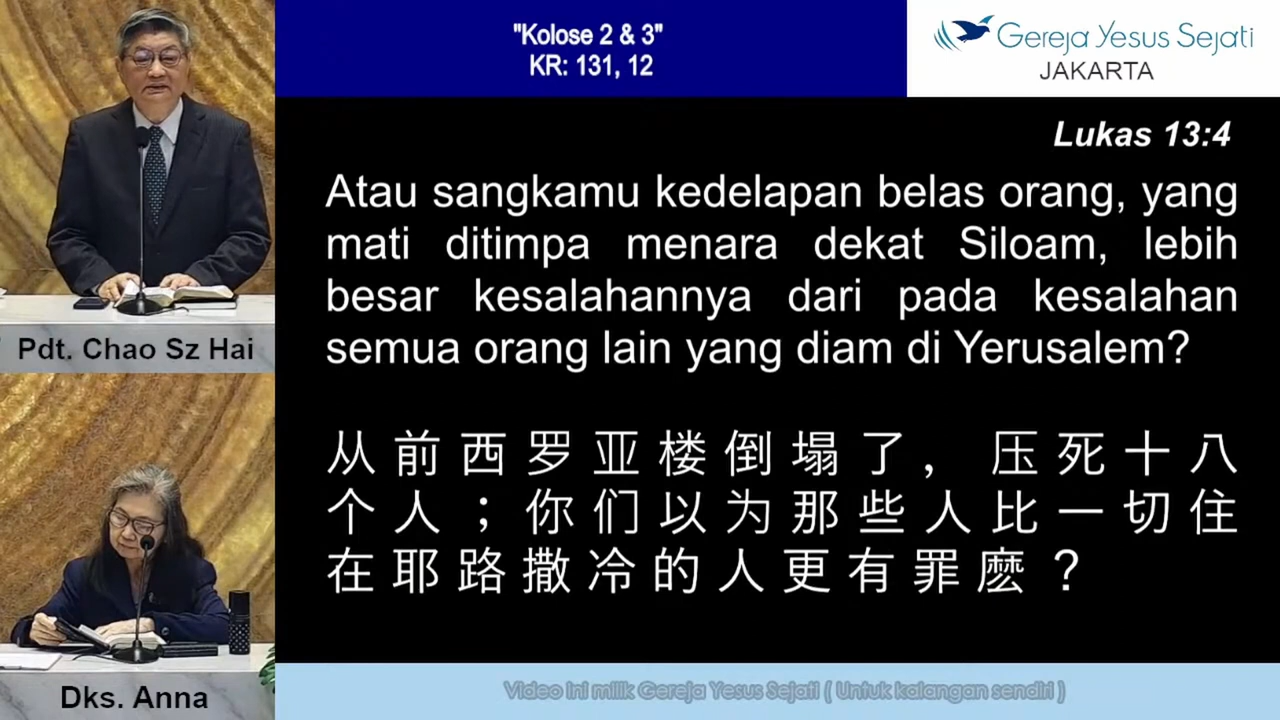 "Kolose 2 & 3"
KR: 131, 12
Gereja Yesus Sejati
JAKARTA
Lukas 13:4
Atau sangkamu kedelapan belas orang, yang
mati ditimpa menara dekat Siloam, lebih
besar kesalahannya dari pada kesalahan
semua orang lain yang diam di Yerusalem?
从前西罗亚楼倒塌了，压死十八
个人；你们以为那些人比一切住
在耶路撒冷的人更有罪麽？
Pdt. Chao Sz Hai
Dks. Anna
Video ini milik Gereja Yesus Sejati ( Untuk kalangan sendiri )